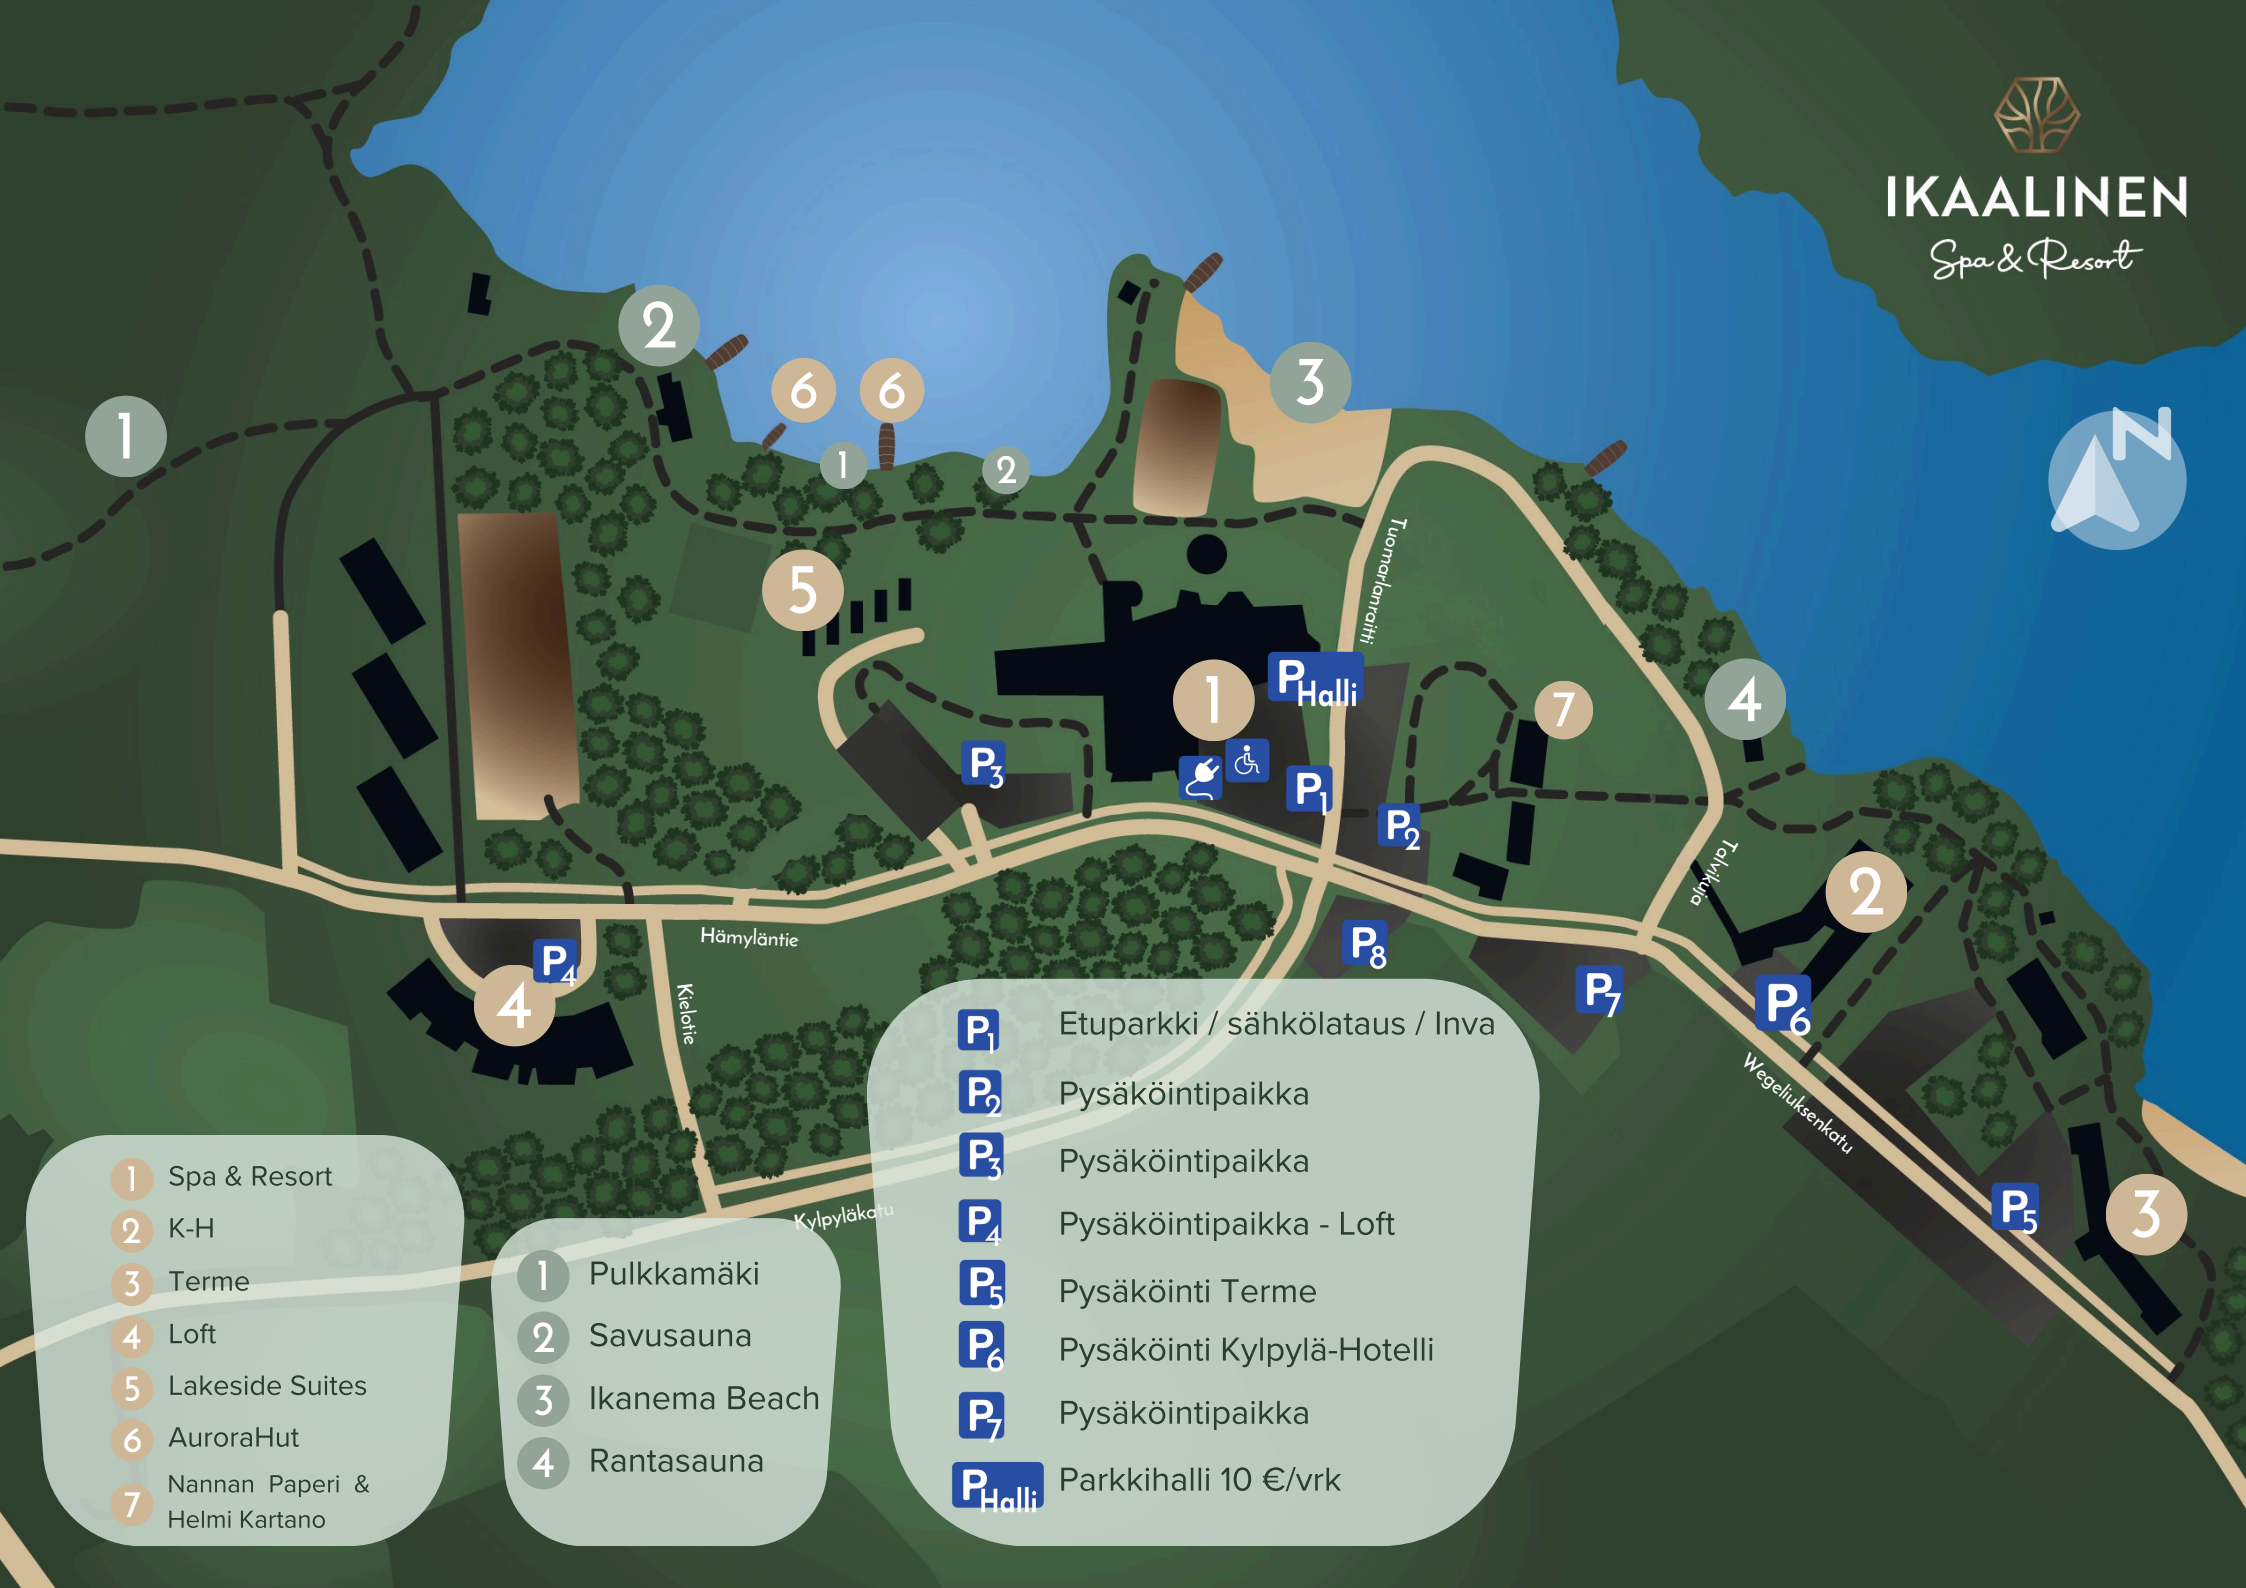 IKAALINEN
Spa & Resort
N
2
6
6
3
1
1
2
5
Tuomarlanraitti
PHalli
1
7
4
P3
P1
P2
Talvikuja
2
Hämyläntie
P4
4
P8
P7
P6
Kielotie
Wegeliuksenkatu
P5
3
Kylpyläkatu
1 Spa & Resort
2 K-H
3 Terme
4 Loft
5 Lakeside Suites
6 AuroraHut
7 Nannan Paperi &
Helmi Kartano
1 Pulkkamäki
2 Savusauna
3 Ikanema Beach
4 Rantasauna
P1 Etuparkki / sähkölataus / Inva
P2 Pysäköintipaikka
P3 Pysäköintipaikka
P4 Pysäköintipaikka - Loft
P5 Pysäköinti Terme
P6 Pysäköinti Kylpylä-Hotelli
P7 Pysäköintipaikka
PHalli Parkkihalli 10 €/vrk